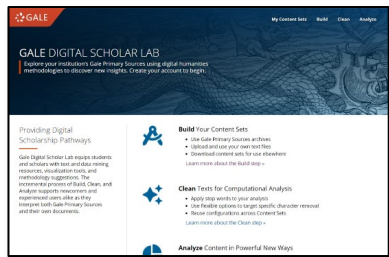 GALE
My Content Sets Build Clean Analyze
GALE DIGITAL SCHOLAR LAB
Explore your institution's Gale Primary Sources using digital humanities
methodologies to discover new insights. Create your account to begin.
Providing Digital
Scholarship Pathways
Gale Digital Scholar Lab equips students
and scholars with text and data mining
resources, visualization tools, and
methodology suggestions. The
incremental process of Build, Clean, and
Analyze supports newcomers and
experienced users alike as they
interpret both Gale Primary Sources
and their own documents.
Build Your Content Sets
• Use Gale Primary Sources archives
• Upload and use your own text files
• Download content sets for use elsewhere
Learn more about the Build step »
Clean Texts for Computational Analysis
• Apply stop words to your analysis
• Use flexible options to target specific character removal
• Reuse configurations across Content Sets
Learn more about the Clean step »
Analyze Content in Powerful New Ways